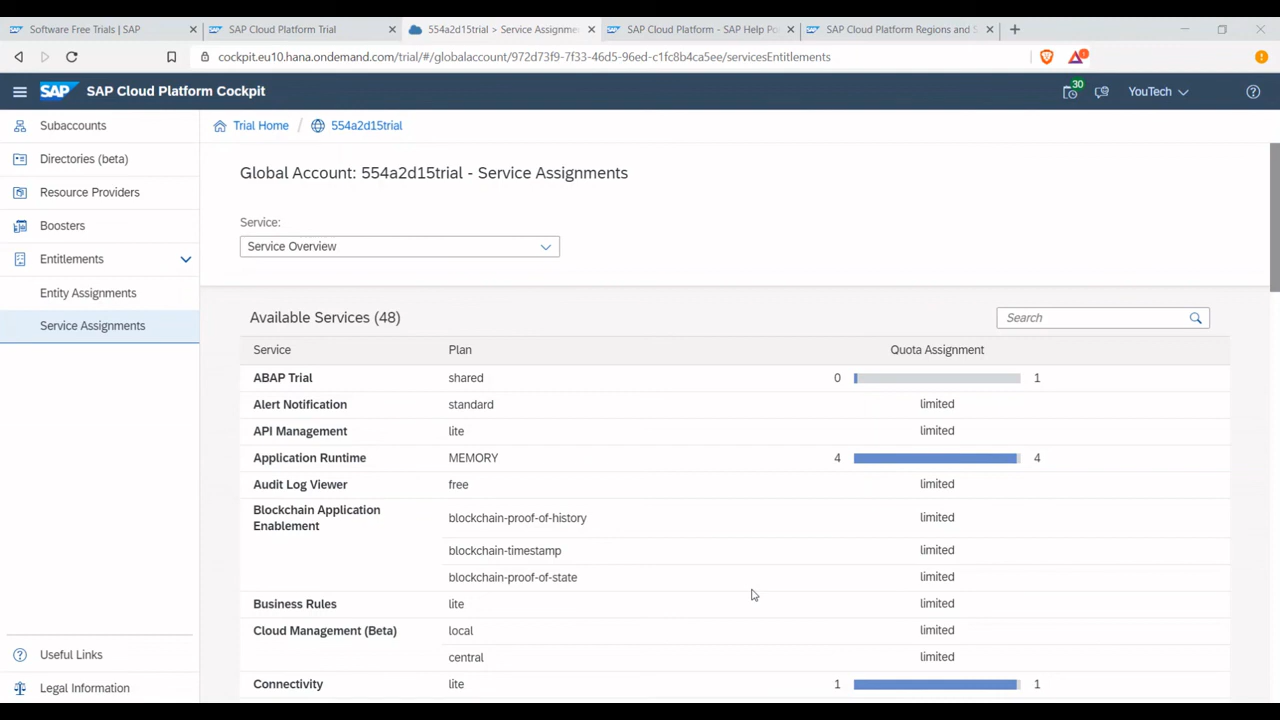 Software Free Trials | SAP
SAP Cloud Platform Trial
554a2d15trial > Service Assignme
SAP Cloud Platform - SAP Help Po
SAP Cloud Platform Regions and S
cockpit.eu10.hana.ondemand.com/trial/#/globalaccount/972d73f9-7f33-46d5-96ed-c1fc8b4ca5ee/servicesEntitlements
SAP
SAP Cloud Platform Cockpit
30
YouTech
Subaccounts
Directories (beta)
Resource Providers
Boosters
Entitlements
Entity Assignments
Service Assignments
Useful Links
Legal Information
Trial Home / 554a2d15trial
Global Account: 554a2d15trial - Service Assignments
Service:
Service Overview
Available Services (48)
Search
Service Plan Quota Assignment
ABAP Trial shared 0 1
Alert Notification standard limited
API Management lite limited
Application Runtime MEMORY 4 4
Audit Log Viewer free limited
Blockchain Application
Enablement
blockchain-proof-of-history limited
blockchain-timestamp limited
blockchain-proof-of-state limited
Business Rules lite limited
Cloud Management (Beta) local limited
central limited
Connectivity lite 1 1